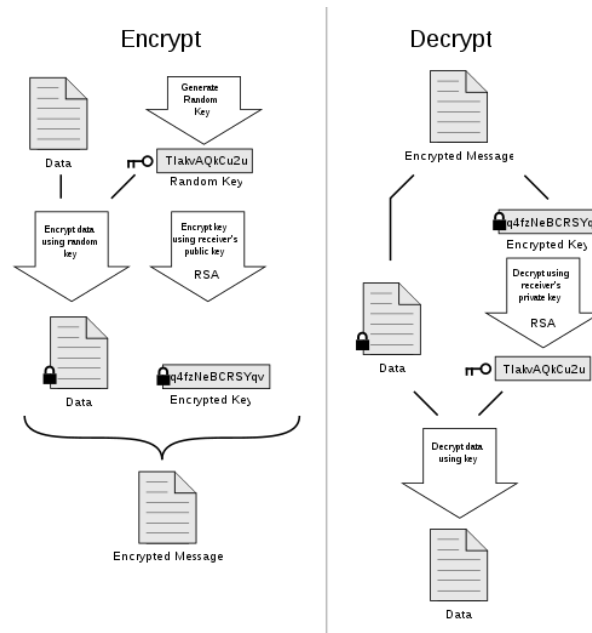 Encrypt
Generate
Random
Key
Data
TIakvAQkCu2u
Random Key
Encrypt data
using random
key
Encrypt key
using receiver's
public key
RSA
Data
q4fzNeBCRSYqv
Encrypted Key
Encrypted Message
Decrypt
Encrypted Message
q4fzNeBCRSYq
Encrypted Key
Decrypt using
receiver's
private key
RSA
Data
TIakvAQkCu2u
Decrypt data
using key
Data